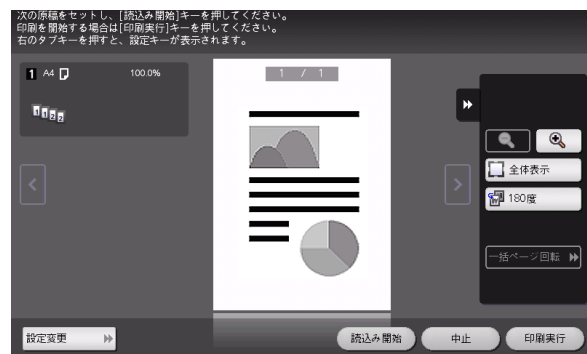 次の原稿をセットし、[読込み開始]キーを押してください。
印刷を開始する場合は[印刷実行]キーを押してください。
右のタブキーを押すと、設定キーが表示されます。
1 A4 100.0%
1 1 2 2
1 / 1
全体表示
180度
一括ページ回転
設定変更
読込み開始
中止
印刷実行